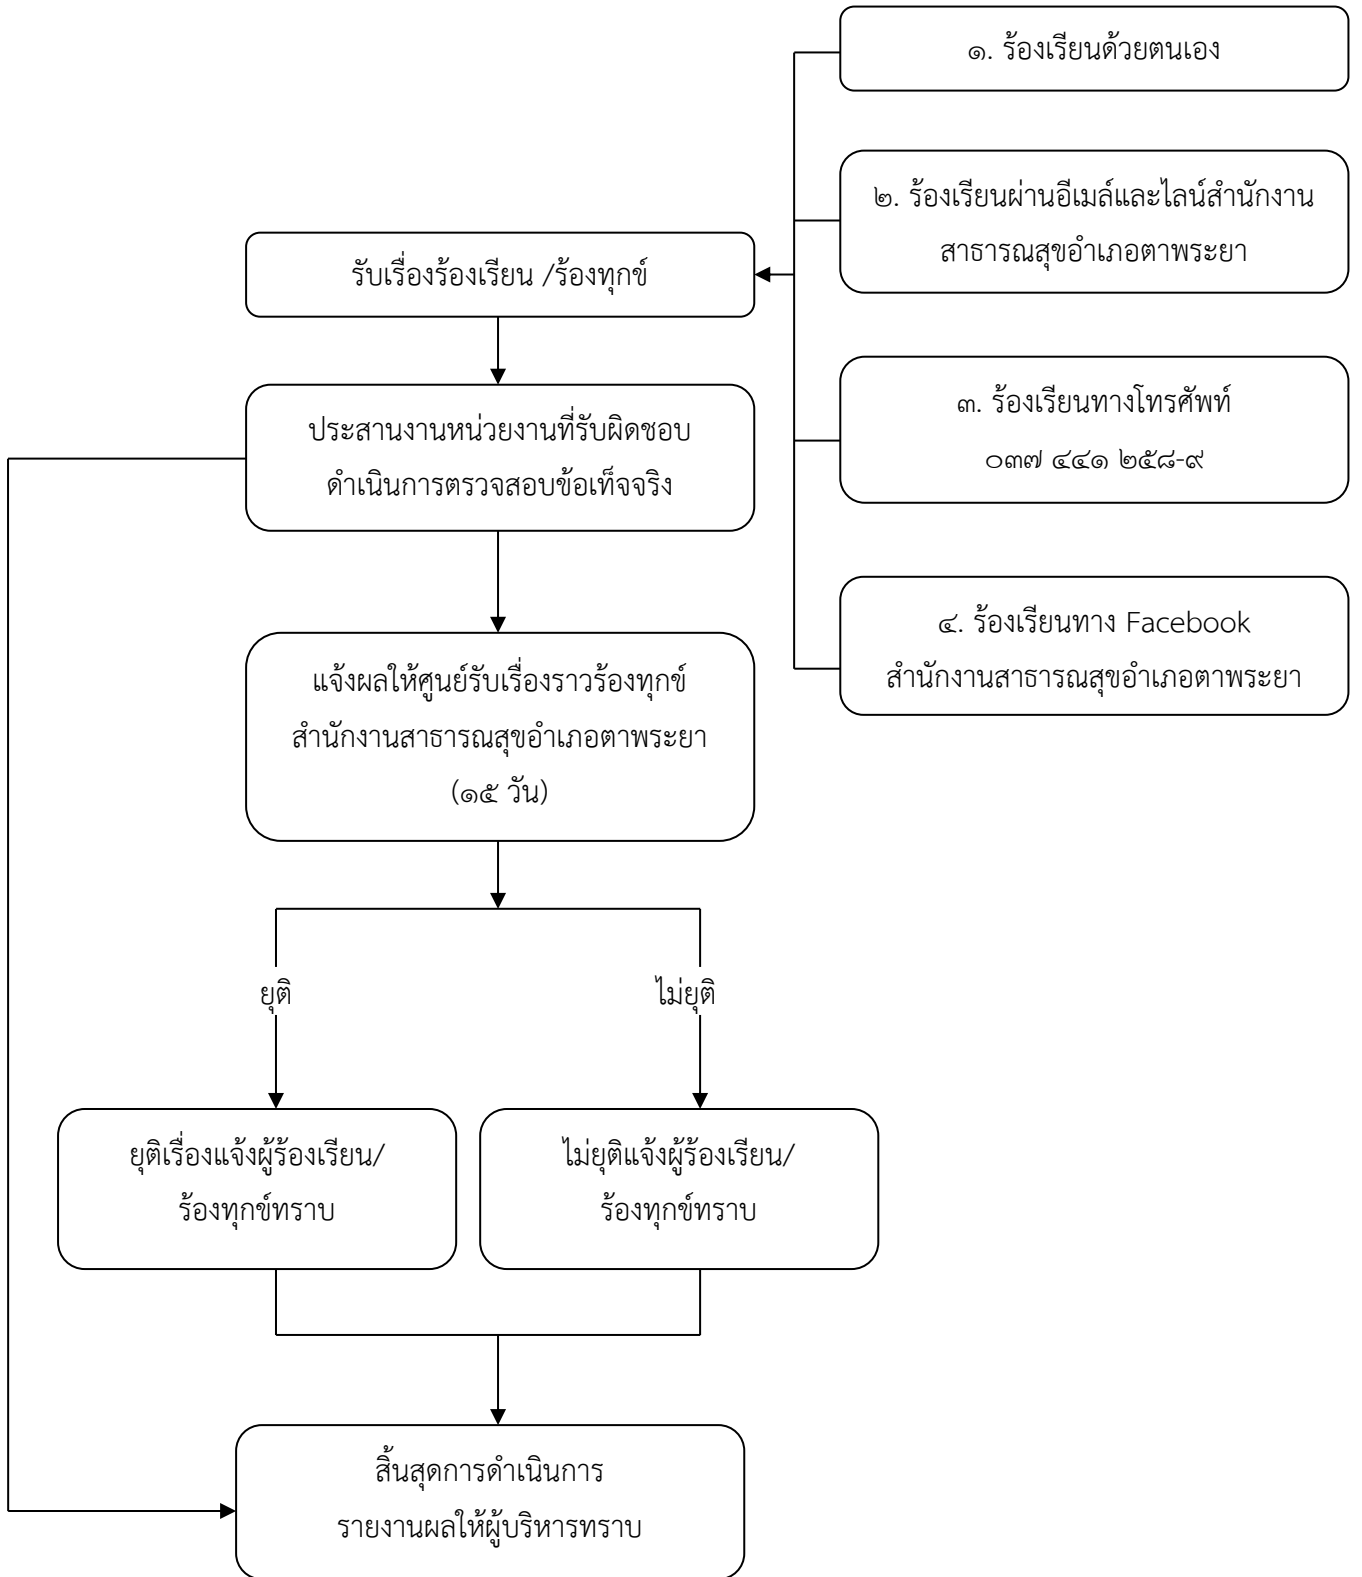 ๑. ร้องเรียนด้วยตนเอง
๒. ร้องเรียนผ่านอีเมล์และไลน์สำนักงาน
สาธารณสุขอำเภอตาพระยา
รับเรื่องร้องเรียน /ร้องทุกข์
๓. ร้องเรียนทางโทรศัพท์
๐๓๗ ๔๔๑ ๒๕๘-๙
ประสานงานหน่วยงานที่รับผิดชอบ
ดำเนินการตรวจสอบข้อเท็จจริง
๔. ร้องเรียนทาง Facebook
สำนักงานสาธารณสุขอำเภอตาพระยา
แจ้งผลให้ศูนย์รับเรื่องราวร้องทุกข์
สำนักงานสาธารณสุขอำเภอตาพระยา
(๑๕ วัน)
ยุติ
ไม่ยุติ
ยุติเรื่องแจ้งผู้ร้องเรียน/
ร้องทุกข์ทราบ
ไม่ยุติแจ้งผู้ร้องเรียน/
ร้องทุกข์ทราบ
สิ้นสุดการดำเนินการ
รายงานผลให้ผู้บริหารทราบ